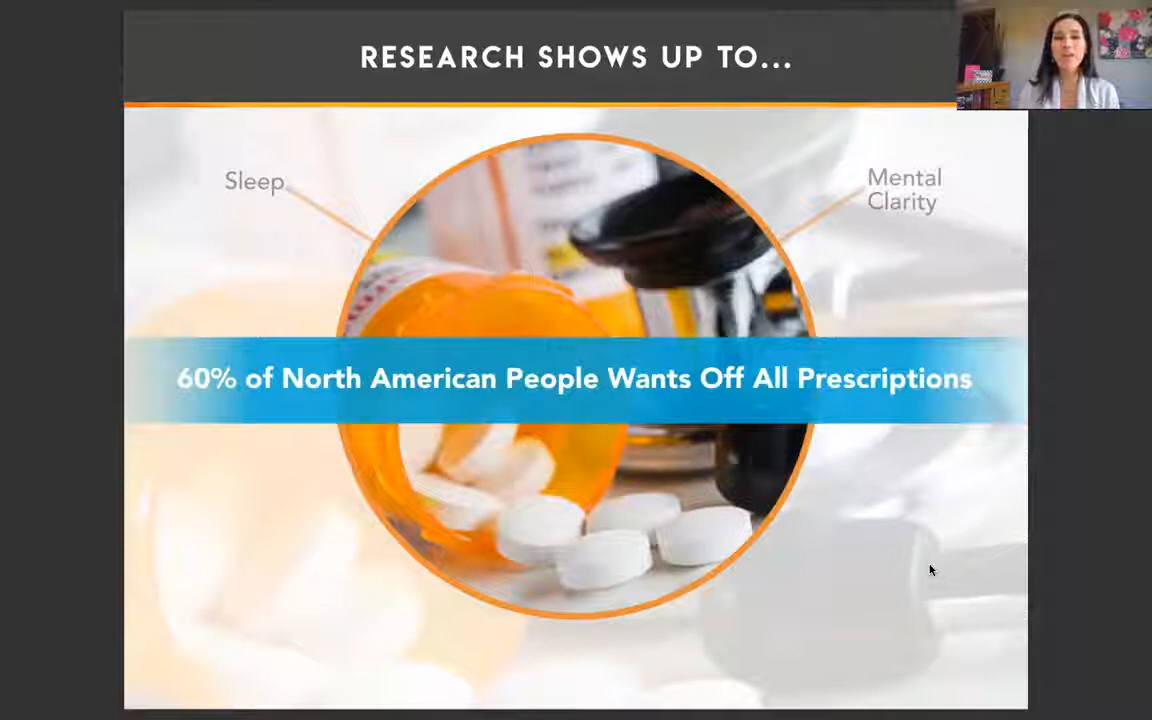 RESEARCH SHOWS UP TO...
Sleep
Mental
Clarity
60% of North American People Wants Off All Prescriptions